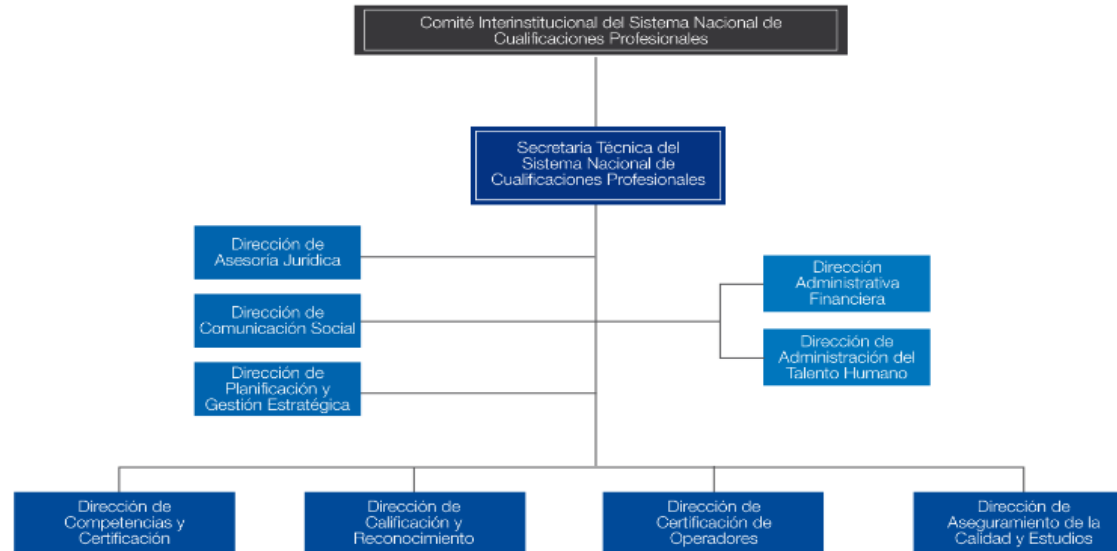 Comité Interinstitucional del Sistema Nacional de
Cualificaciones Profesionales
Secretaria Técnica del
Sistema Nacional de
Cualificaciones Profesionales
Dirección de
Asesoría Jurídica
Dirección de
Comunicación Social
Dirección de
Planificación y
Gestión Estratégica
Dirección
Administrativa
Financiera
Dirección de
Administración del
Talento Humano
Dirección de
Competencias y
Certificación
Dirección de
Calificación y
Reconocimiento
Dirección de
Certificación de
Operadores
Dirección de
Aseguramiento de la
Calidad y Estudios